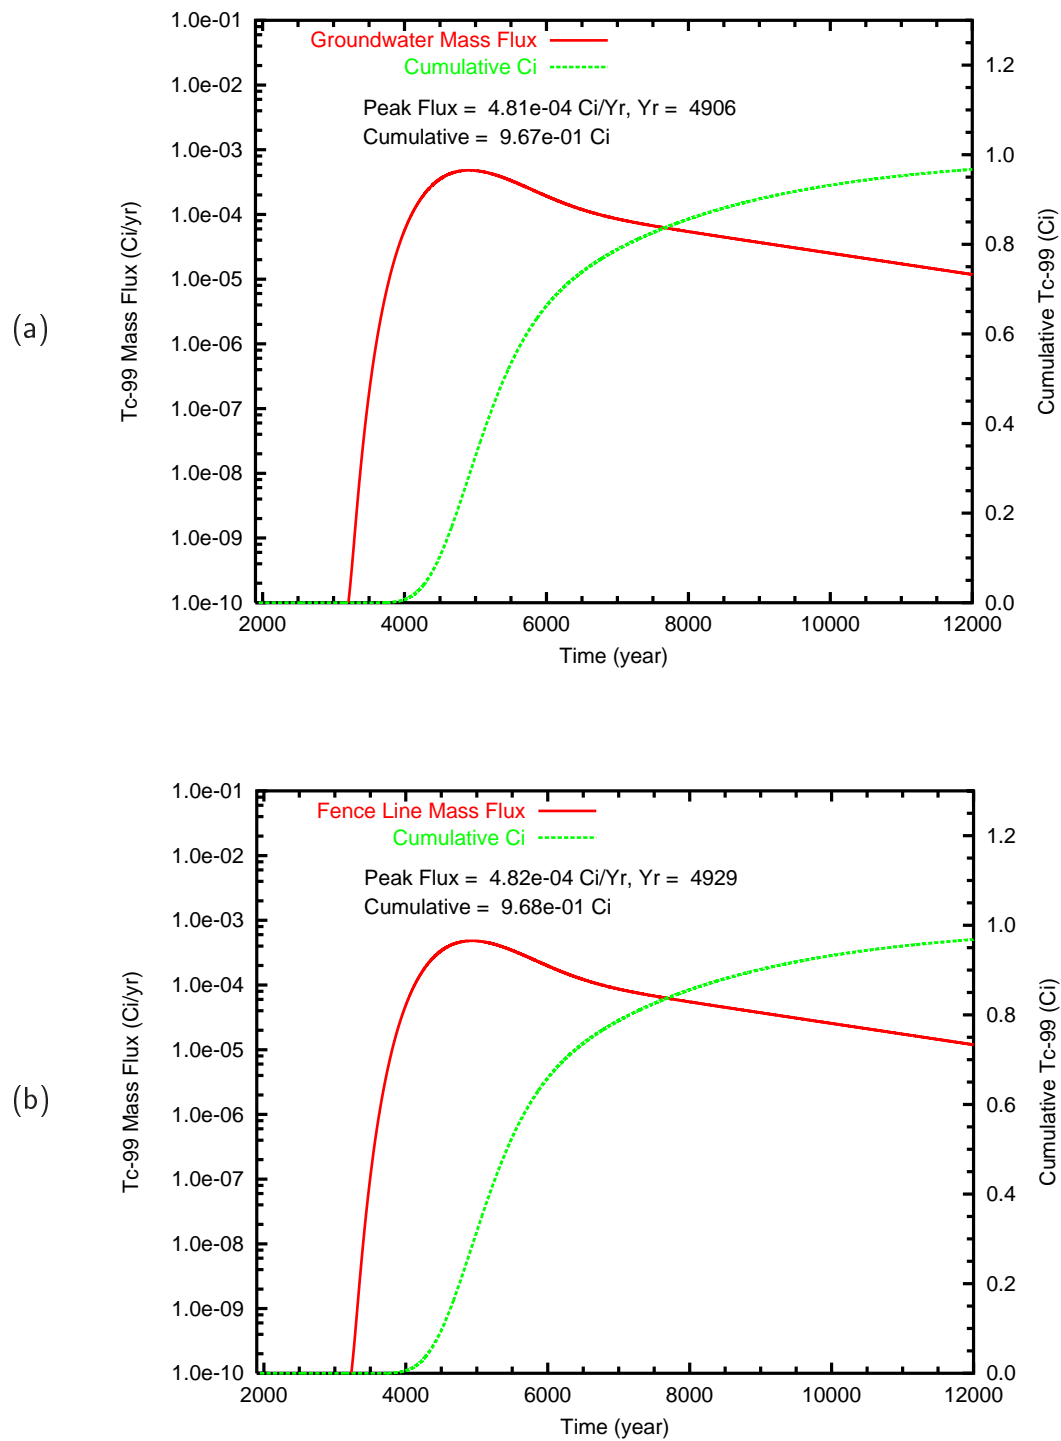 (a)
Groundwater Mass Flux
Cumulative Ci
Peak Flux = 4.81e-04 Ci/Yr, Yr = 4906
Cumulative = 9.67e-01 Ci
Tc-99 Mass Flux (Ci/yr)
1.0e-01
1.0e-02
1.0e-03
1.0e-04
1.0e-05
1.0e-06
1.0e-07
1.0e-08
1.0e-09
1.0e-10
Cumulative Tc-99 (Ci)
1.2
1.0
0.8
0.6
0.4
0.2
0.0
2000 4000 6000 8000 10000 12000
Time (year)
(b)
Fence Line Mass Flux
Cumulative Ci
Peak Flux = 4.82e-04 Ci/Yr, Yr = 4929
Cumulative = 9.68e-01 Ci
Tc-99 Mass Flux (Ci/yr)
1.0e-01
1.0e-02
1.0e-03
1.0e-04
1.0e-05
1.0e-06
1.0e-07
1.0e-08
1.0e-09
1.0e-10
Cumulative Tc-99 (Ci)
1.2
1.0
0.8
0.6
0.4
0.2
0.0
2000 4000 6000 8000 10000 12000
Time (year)